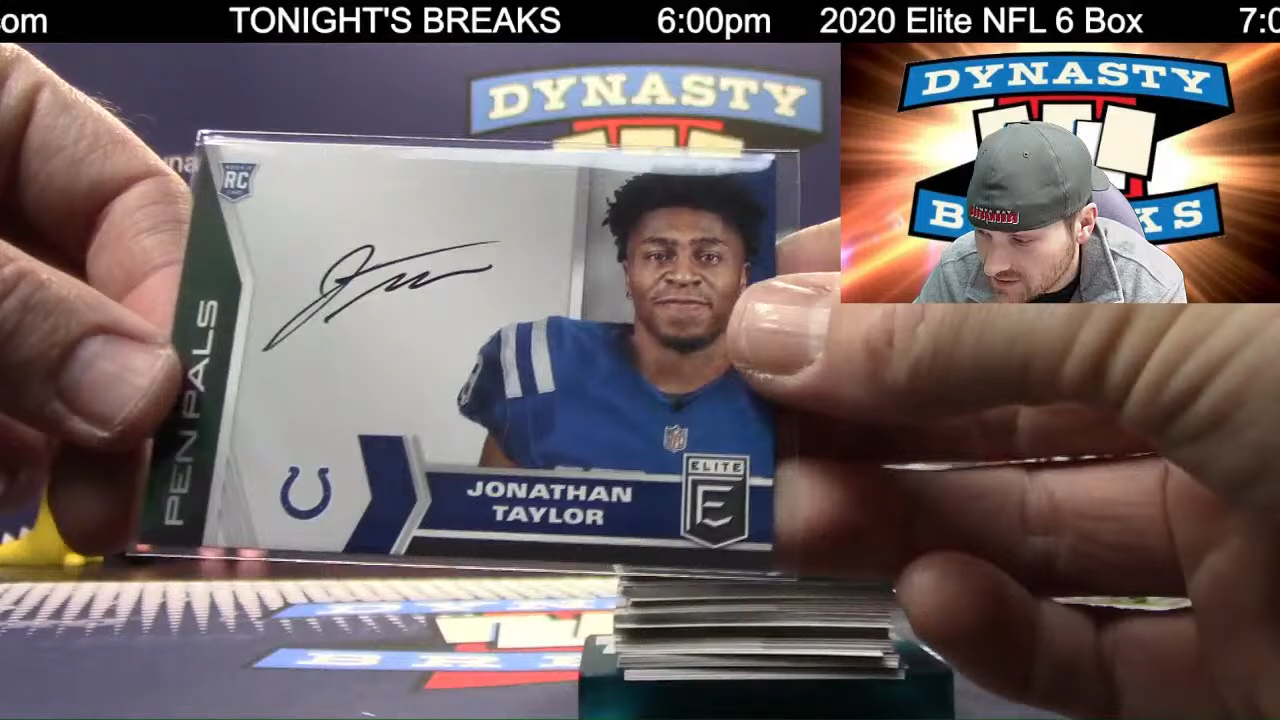 com TONIGHT'S BREAKS 6:00pm 2020 Elite NFL 6 Box 7:0
DYNASTY
DYNASTY
B KS
RC
PEN PALS
ELITE
E
JONATHAN
TAYLOR